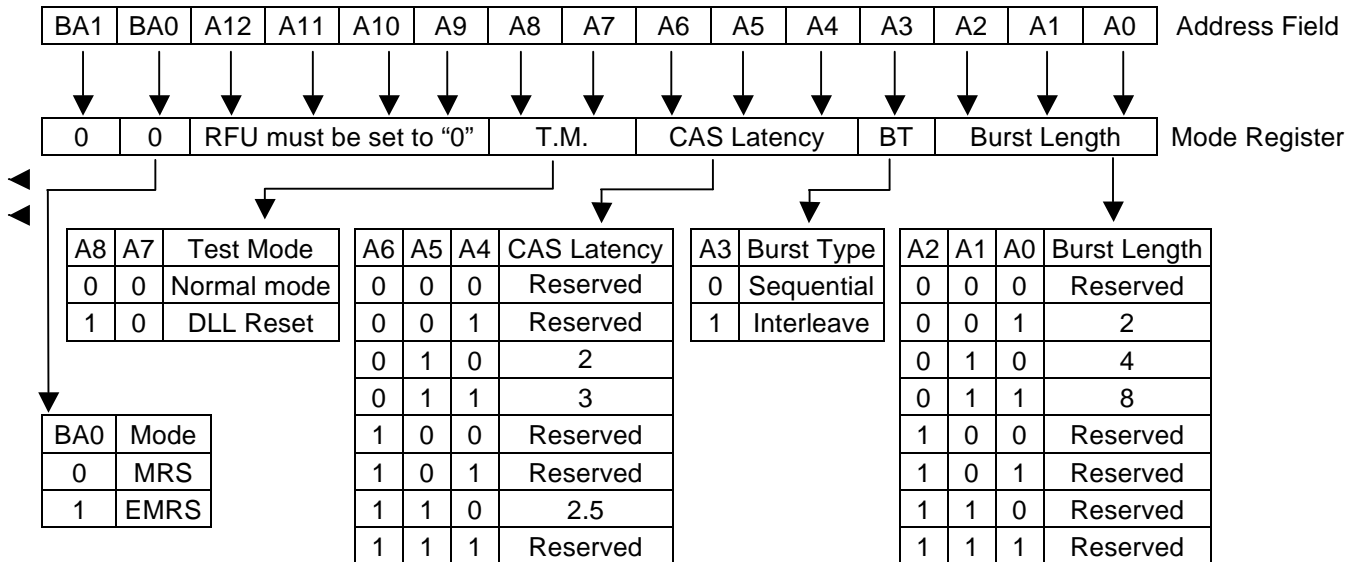 BA1 BA0 A12 A11 A10 A9 A8 A7 A6 A5 A4 A3 A2 A1 A0 Address Field
0 0 RFU must be set to “0” T.M. CAS Latency BT Burst Length Mode Register
A8 A7 Test Mode
0 0 Normal mode
1 0 DLL Reset
A6 A5 A4 CAS Latency
0 0 0 Reserved
0 0 1 Reserved
0 1 0 2
0 1 1 3
1 0 0 Reserved
1 0 1 Reserved
1 1 0 2.5
1 1 1 Reserved
A3 Burst Type
0 Sequential
1 Interleave
A2 A1 A0 Burst Length
0 0 0 Reserved
0 0 1 2
0 1 0 4
0 1 1 8
1 0 0 Reserved
1 0 1 Reserved
1 1 0 Reserved
1 1 1 Reserved
BA0 Mode
0 MRS
1 EMRS